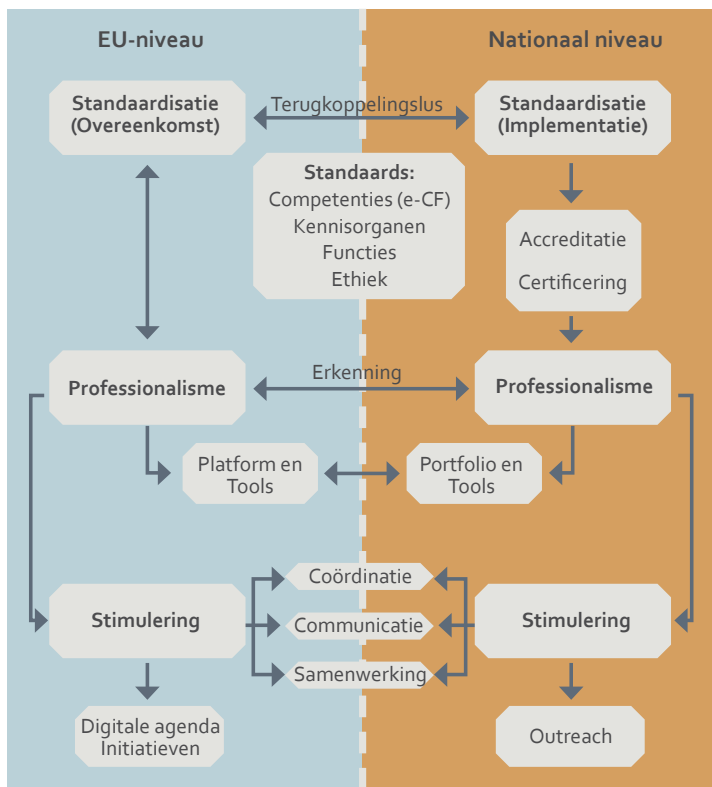 EU-niveau
Nationaal niveau
Standaardisatie
(Overeenkomst)
Terugkoppelingslus
Standaardisatie
(Implementatie)
Standaards:
Competenties (e-CF)
Kennisorganen
Functies
Ethiek
Accreditatie
Certificering
Professionalisme
Erkenning
Professionalisme
Platform en
Tools
Portfolio en
Tools
Coördinatie
Stimulering
Communicatie
Stimulering
Samenwerking
Digitale agenda
Initiatieven
Outreach